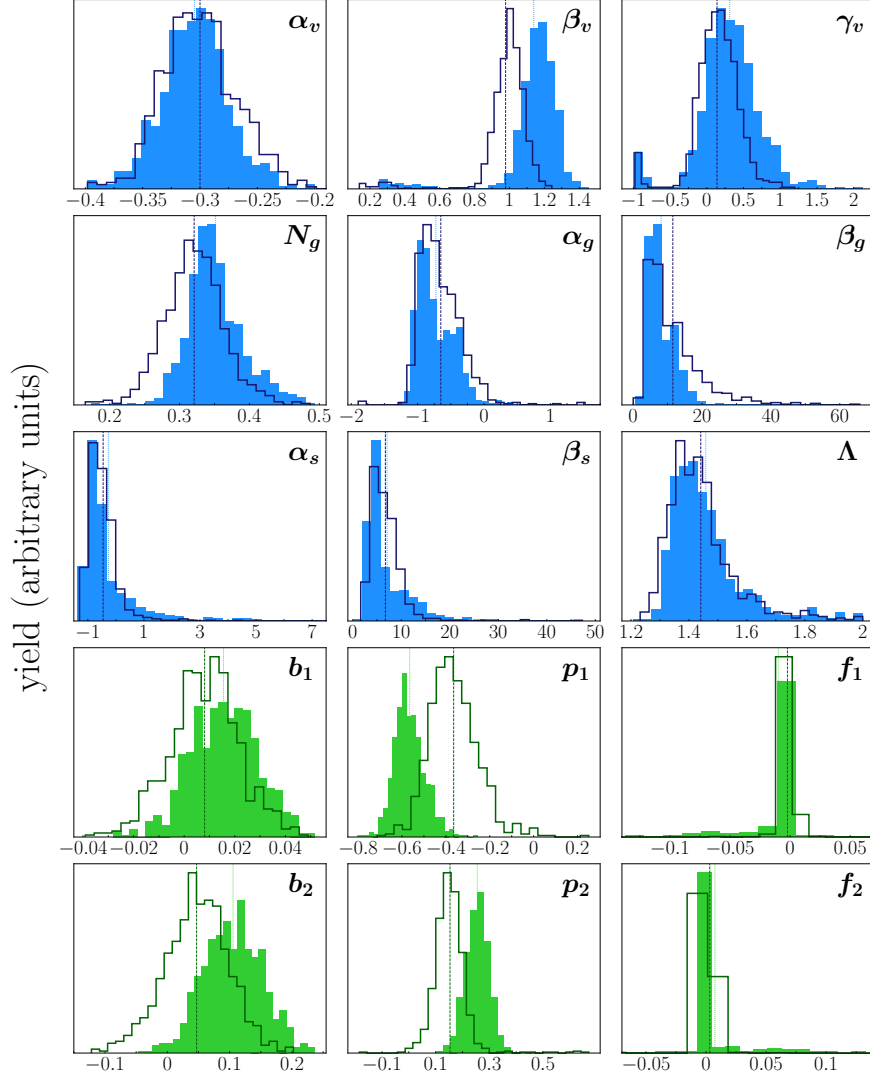 yield (arbitrary units)
α_v β_v γ_v
−0.4 −0.35 −0.3 −0.25 −0.2 0.2 0.4 0.6 0.8 1 1.2 1.4 −1 −0.5 0 0.5 1 1.5 2
N_g α_g β_g
0.2 0.3 0.4 0.5 −2 −1 0 1 0 20 40 60
α_s β_s Λ
−1 1 3 5 7 0 10 20 30 40 50 1.2 1.4 1.6 1.8 2
b_1 p_1 f_1
−0.04 −0.02 0 0.02 0.04 −0.8 −0.6 −0.4 −0.2 0 0.2 −0.1 −0.05 0 0.05
b_2 p_2 f_2
−0.1 0 0.1 0.2 −0.1 0.1 0.3 0.5 −0.05 0 0.05 0.1